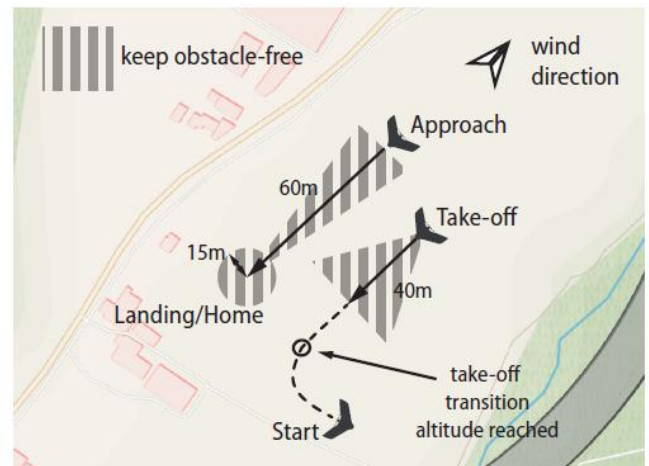 keep obstacle-free
wind
direction
Approach
60m
Take-off
15m
40m
Landing/Home
take-off
transition
altitude reached
Start